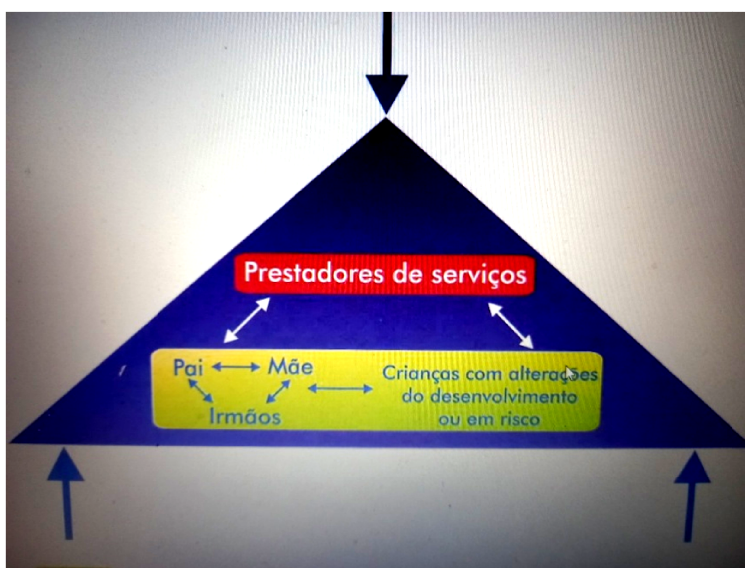 Prestadores de serviços
Pai Mãe
Irmãos
Crianças com alterações
do desenvolvimento
ou em risco